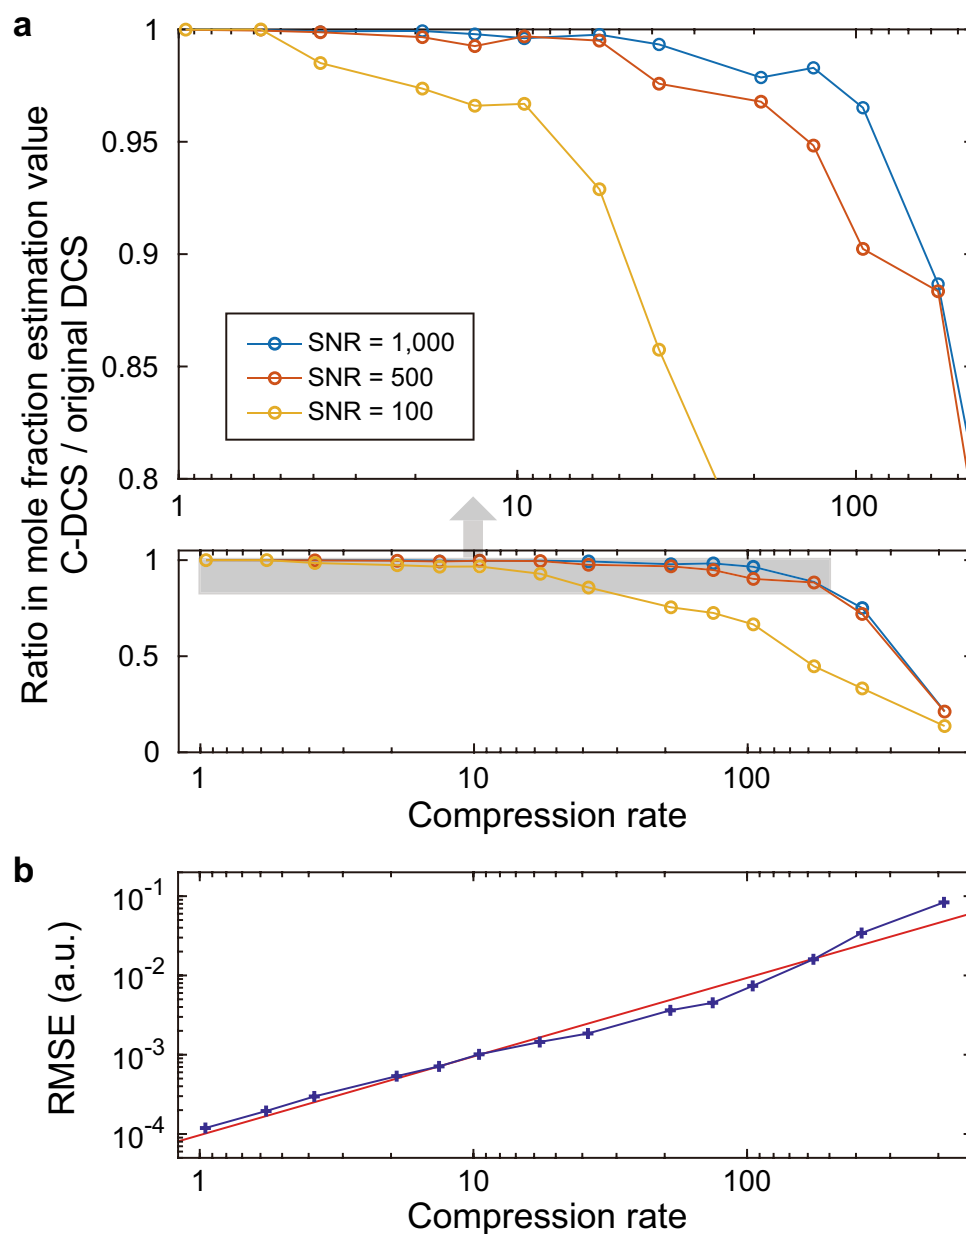 a
Ratio in mole fraction estimation value
C-DCS / original DCS
1
0.95
0.9
0.85
0.8
SNR = 1,000
SNR = 500
SNR = 100
1
10
100
1
0.5
0
1
10
100
Compression rate
b
RMSE (a.u.)
10⁻¹
10⁻²
10⁻³
10⁻⁴
1
10
100
Compression rate